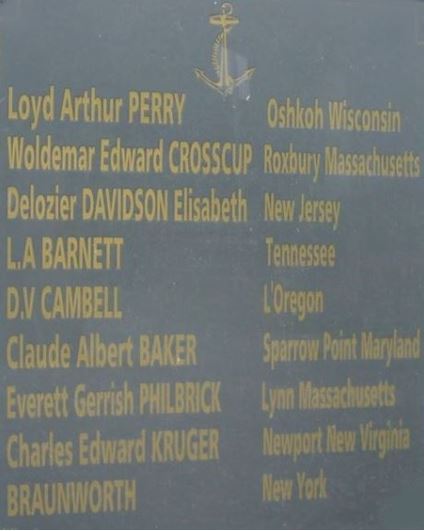 Loyd Arthur PERRY Oshkoh Wisconsin
Woldemar Edward CROSSCUP Roxbury Massachusetts
Delozier DAVIDSON Elisabeth New Jersey
L.A BARNETT Tennessee
D.V CAMBELL L'Oregon
Claude Albert BAKER Sparrow Point Maryland
Everett Gerrish PHILBRICK Lynn Massachusetts
Charles Edward KRUGER Newport New Virginia
BRAUNWORTH New York